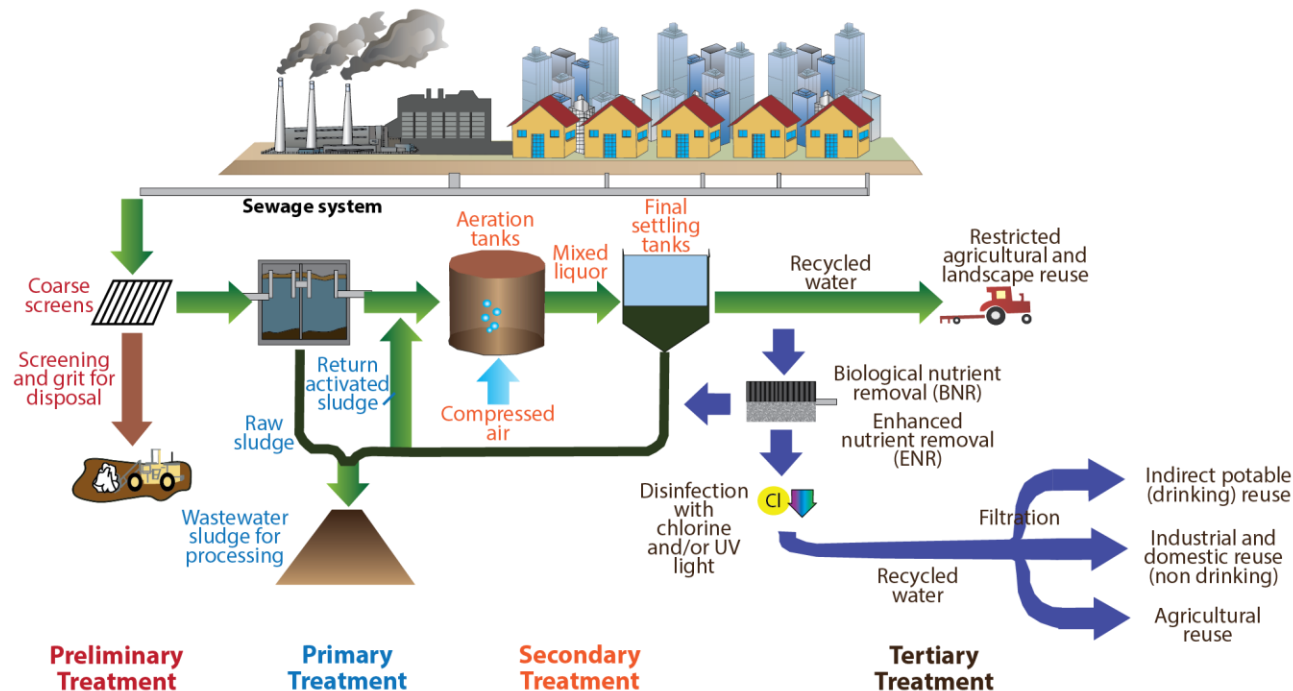 Sewage system
Coarse
screens
Screening
and grit for
disposal
Raw
sludge
Return
activated
sludge
Wastewater
sludge for
processing
Aeration
tanks
Compressed
air
Mixed
liquor
Final
settling
tanks
Recycled
water
Restricted
agricultural and
landscape reuse
Biological nutrient
removal (BNR)
Enhanced
nutrient removal
(ENR)
Disinfection
with
chlorine
and/or UV
light
Cl
Recycled
water
Filtration
Indirect potable
(drinking) reuse
Industrial and
domestic reuse
(non drinking)
Agricultural
reuse
Preliminary
Treatment
Primary
Treatment
Secondary
Treatment
Tertiary
Treatment